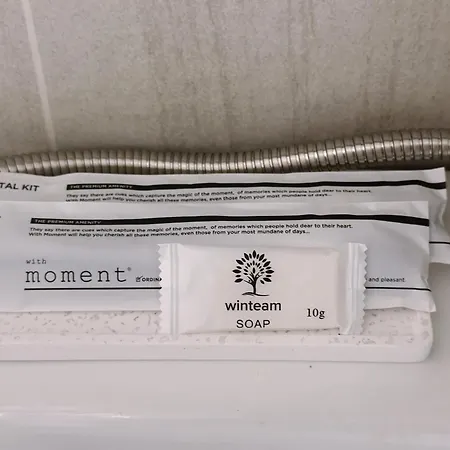 TAL KIT
THE PREMIUM AMENITY
They say there are cues which capture the magic of the moment, of memories which people hold dear to their heart.
With Moment will help you cherish all these memories, even those from your most mundane of days...
THE PREMIUM AMENITY
They say there are cues which capture the magic of the moment, of memories which people hold dear to their heart.
With Moment will help you cherish all these memories, even those from your most mundane of days...
with
moment®
ORDINA
and pleasant.
winteam
SOAP
10g